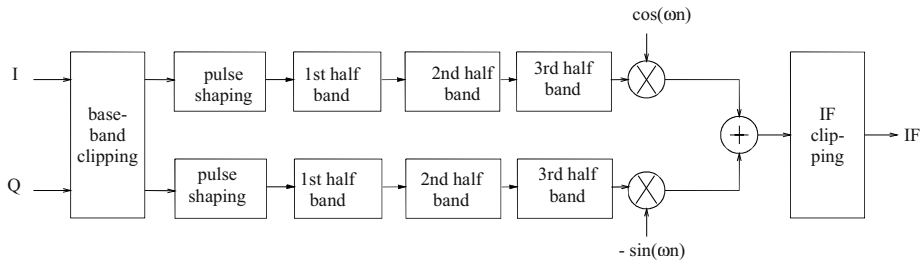 cos(ωn)
I
base-
band
clipping
pulse
shaping
1st half
band
2nd half
band
3rd half
band
IF
clip-
ping
IF
Q
pulse
shaping
1st half
band
2nd half
band
3rd half
band
- sin(ωn)